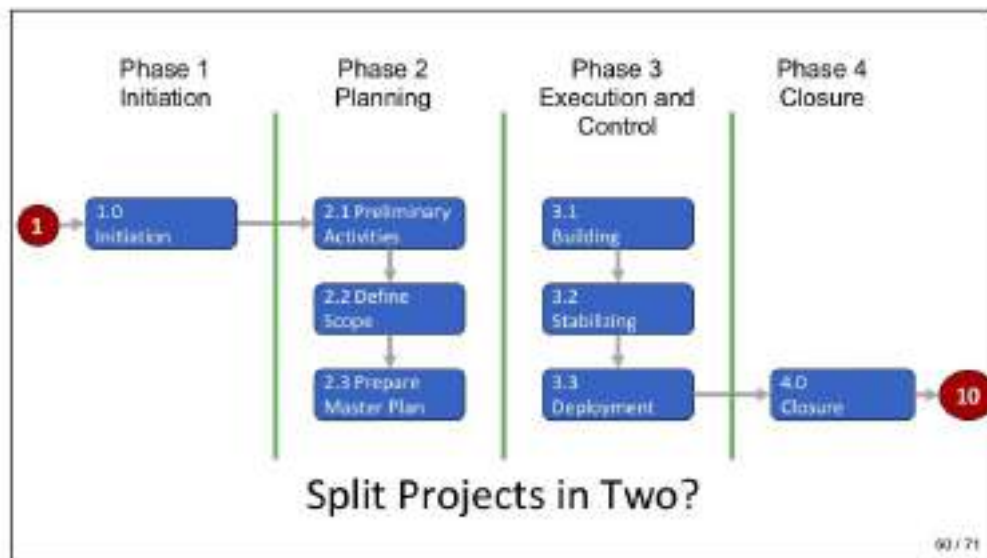 Phase 1
Initiation
Phase 2
Planning
Phase 3
Execution and
Control
Phase 4
Closure
1
1.0
Initiation
2.1 Preliminary
Activities
2.2 Define
Scope
2.3 Prepare
Master Plan
3.1
Building
3.2
Stabilizing
3.3
Deployment
4.0
Closure
10
Split Projects in Two?
60 / 71